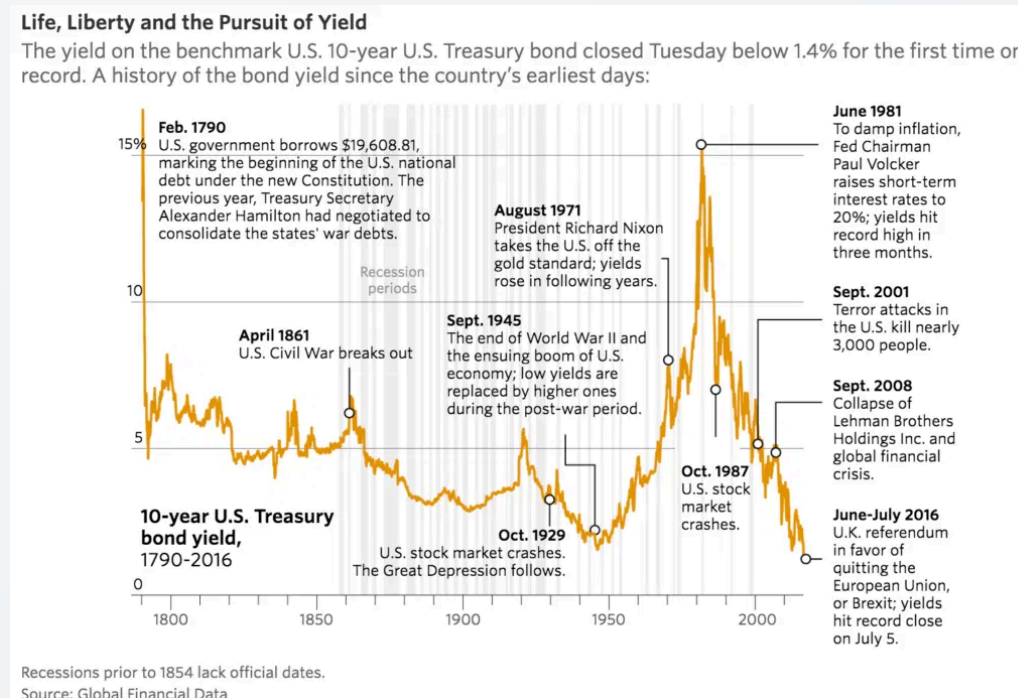 Life, Liberty and the Pursuit of Yield
The yield on the benchmark U.S. 10-year U.S. Treasury bond closed Tuesday below 1.4% for the first time or
record. A history of the bond yield since the country's earliest days:
15%
Feb. 1790
U.S. government borrows $19,608.81,
marking the beginning of the U.S. national
debt under the new Constitution. The
previous year, Treasury Secretary
Alexander Hamilton had negotiated to
consolidate the states' war debts.
Recession
periods
10
April 1861
U.S. Civil War breaks out
Sept. 1945
The end of World War II and
the ensuing boom of U.S.
economy; low yields are
replaced by higher ones
during the post-war period.
August 1971
President Richard Nixon
takes the U.S. off the
gold standard; yields
rose in following years.
June 1981
To damp inflation,
Fed Chairman
Paul Volcker
raises short-term
interest rates to
20%; yields hit
record high in
three months.
Sept. 2001
Terror attacks in
the U.S. kill nearly
3,000 people.
Sept. 2008
Collapse of
Lehman Brothers
Holdings Inc. and
global financial
crisis.
5
Oct. 1987
U.S. stock
market
crashes.
10-year U.S. Treasury
bond yield,
1790-2016
Oct. 1929
U.S. stock market crashes.
The Great Depression follows.
June-July 2016
U.K. referendum
in favor of
quitting the
European Union,
or Brexit; yields
hit record close
on July 5.
0
1800
1850
1900
1950
2000
Recessions prior to 1854 lack official dates.
Source: Global Financial Data